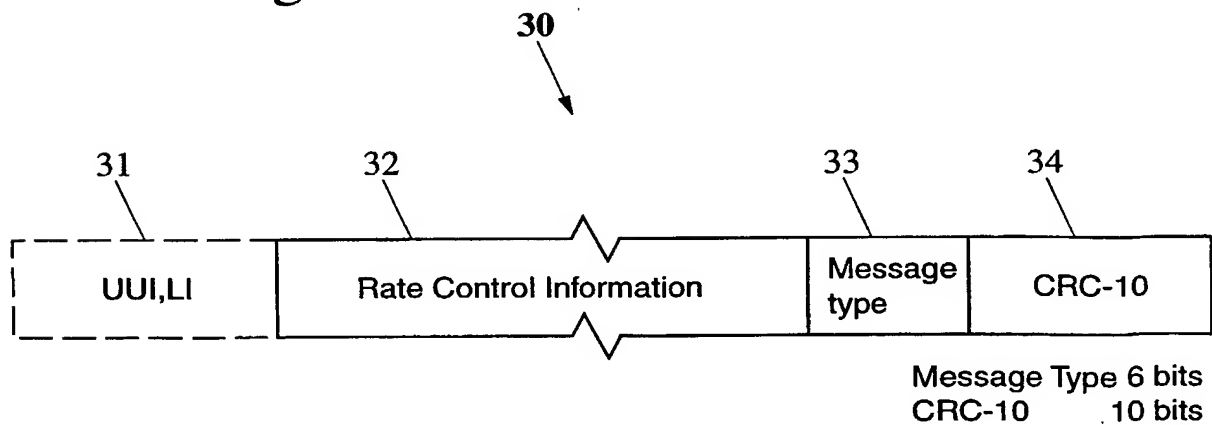 30
31 32 33 34
UUI,LI Rate Control Information Message type CRC-10
Message Type 6 bits
CRC-10 10 bits